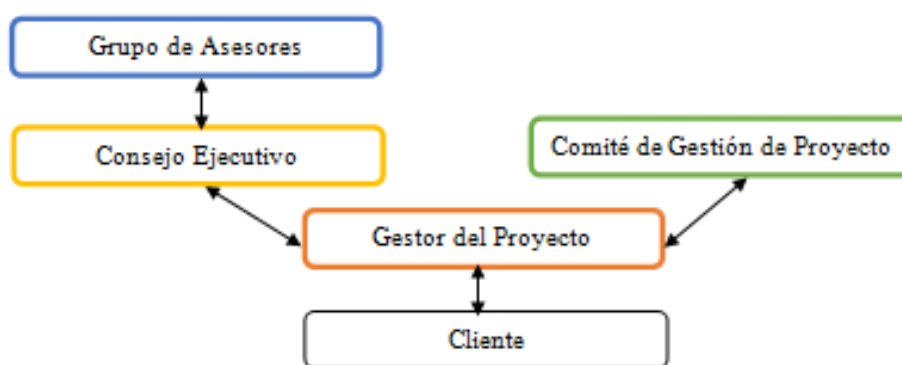 Grupo de Asesores
Consejo Ejecutivo
Comité de Gestión de Proyecto
Gestor del Proyecto
Cliente